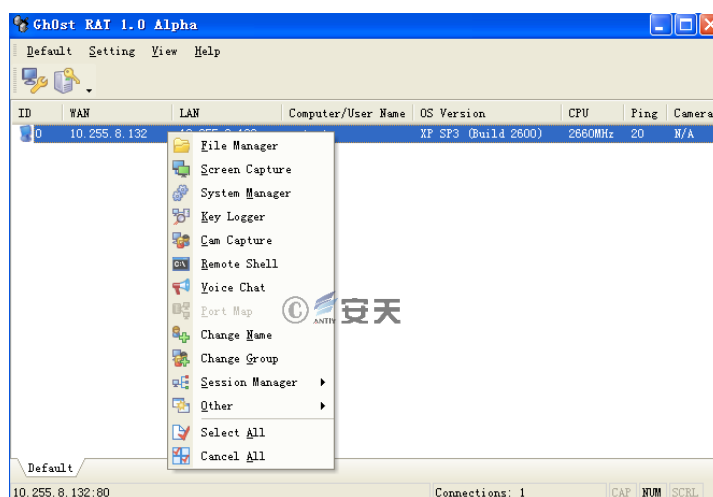 Gh0st RAT 1.0 Alpha
Default Setting View Help
ID WAN LAN Computer/User Name OS Version CPU Ping Camera
0 10.255.8.132 XP SP3 (Build 2600) 2660MHz 20 N/A
File Manager
Screen Capture
System Manager
Key Logger
Cam Capture
Remote Shell
Voice Chat
Port Map
Change Name
Change Group
Session Manager
Other
Select All
Cancel All
© ANTIY 安天
Default
10.255.8.132:80 Connections: 1 CAP NUM SCRL